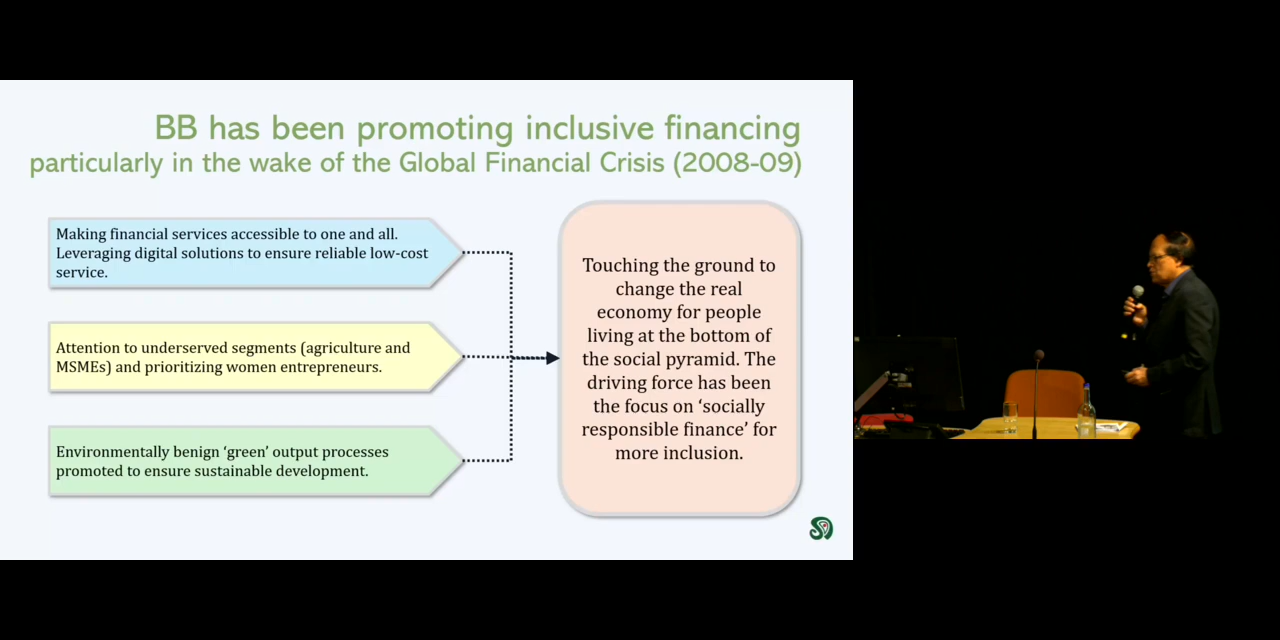 BB has been promoting inclusive financing
particularly in the wake of the Global Financial Crisis (2008-09)
Making financial services accessible to one and all.
Leveraging digital solutions to ensure reliable low-cost
service.
Attention to underserved segments (agriculture and
MSMEs) and prioritizing women entrepreneurs.
Environmentally benign ‘green’ output processes
promoted to ensure sustainable development.
Touching the ground to
change the real
economy for people
living at the bottom of
the social pyramid. The
driving force has been
the focus on ‘socially
responsible finance’ for
more inclusion.